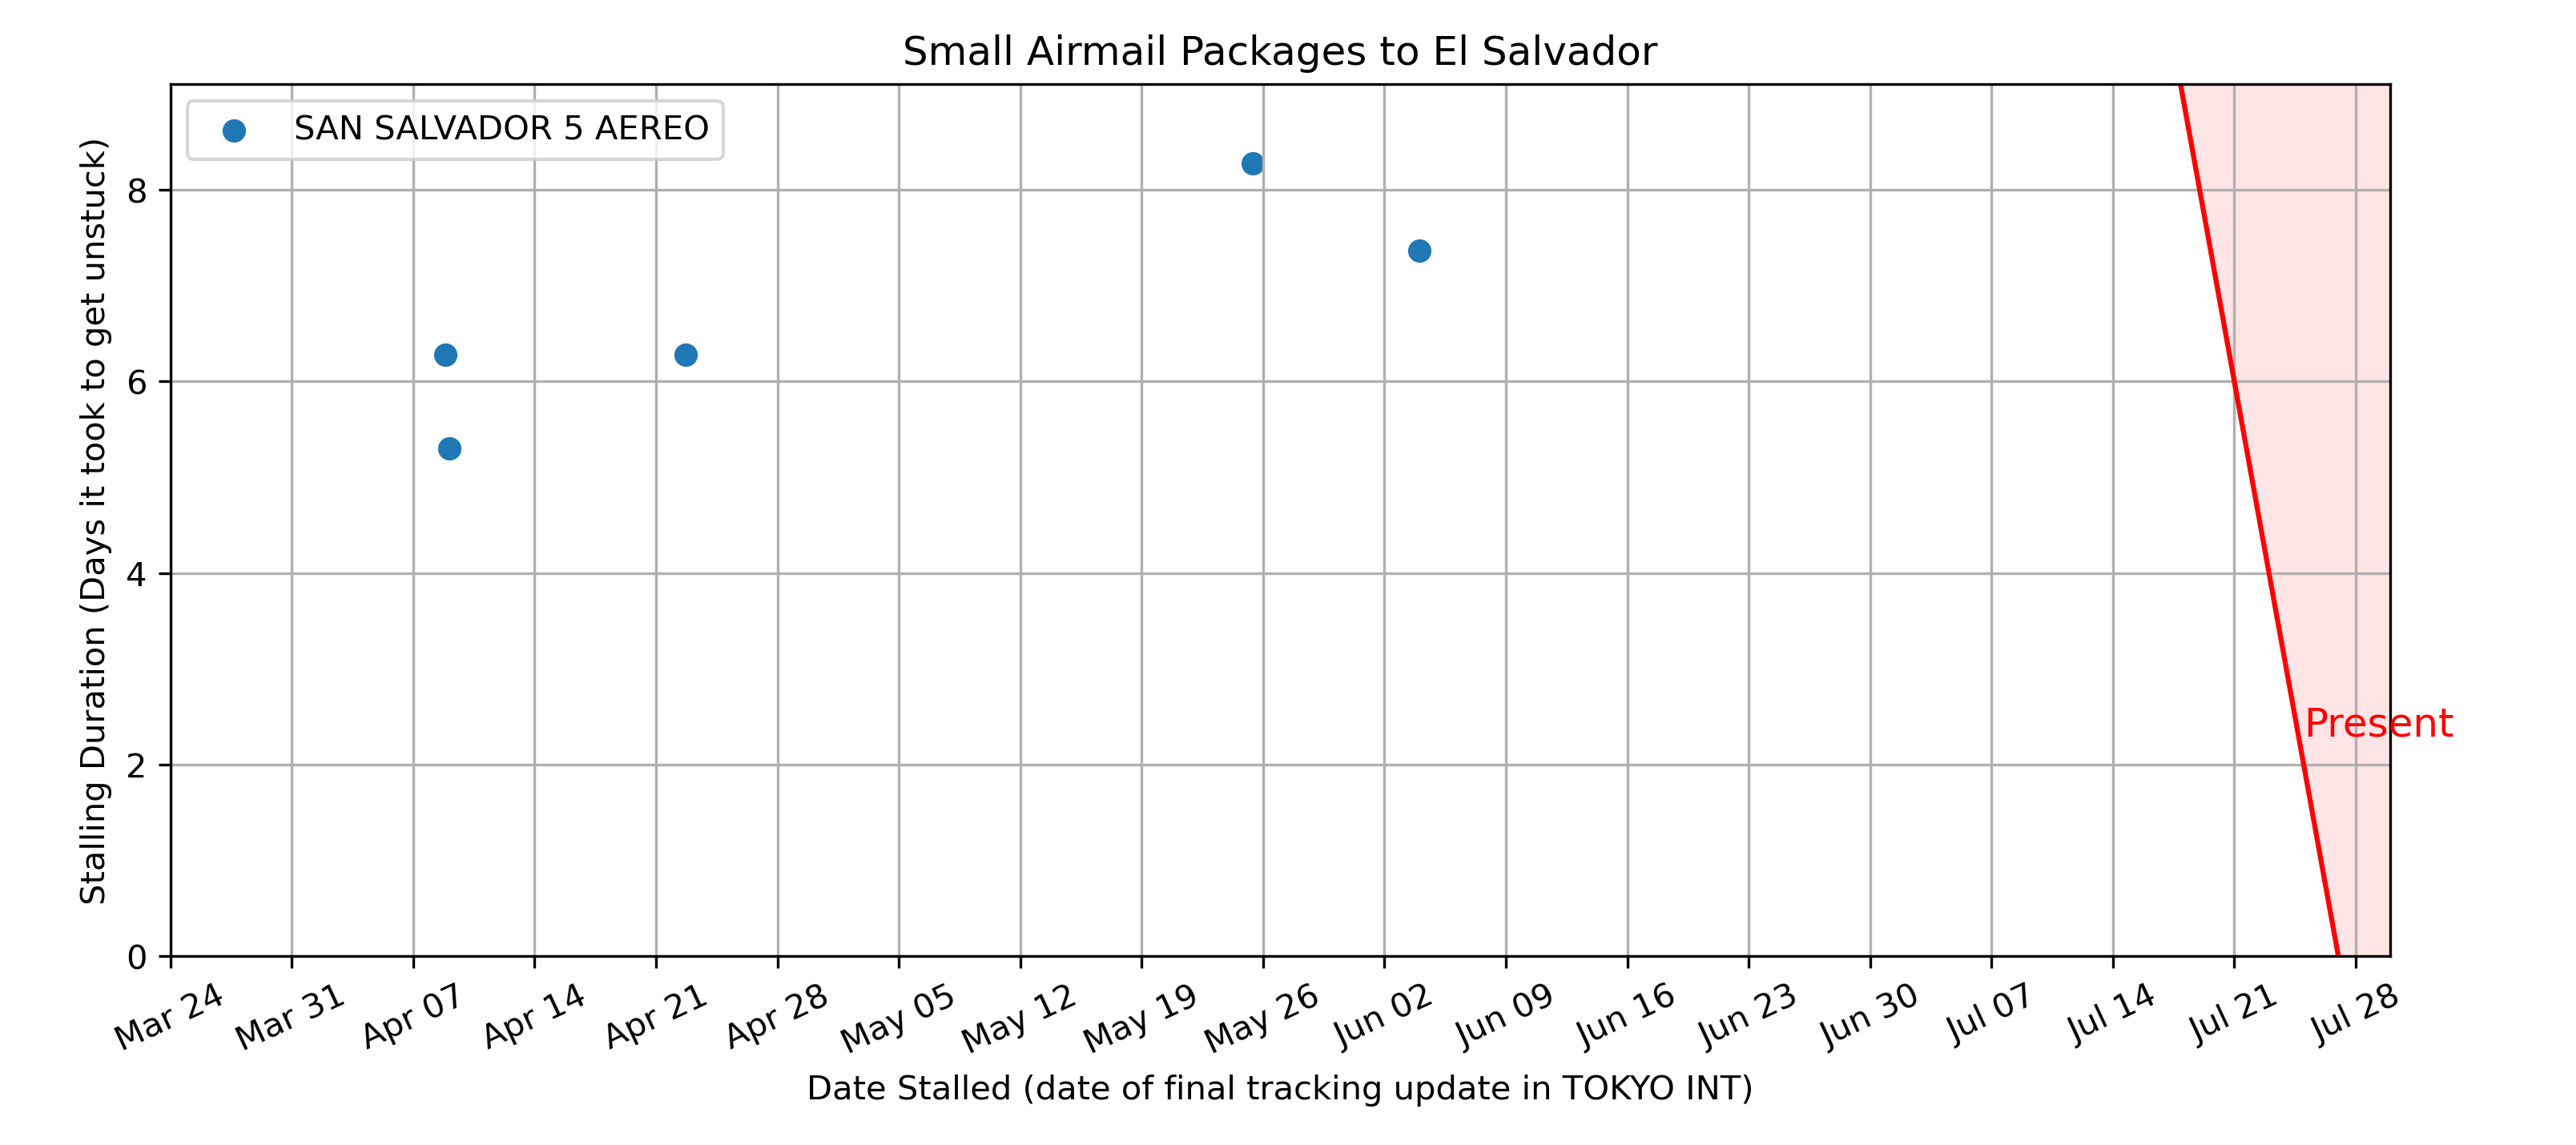 Small Airmail Packages to El Salvador
SAN SALVADOR 5 AEREO
Stalling Duration (Days it took to get unstuck)
8
6
4
2
0
Present
Mar 24 Mar 31 Apr 07 Apr 14 Apr 21 Apr 28 May 05 May 12 May 19 May 26 Jun 02 Jun 09 Jun 16 Jun 23 Jun 30 Jul 07 Jul 14 Jul 21 Jul 28
Date Stalled (date of final tracking update in TOKYO INT)